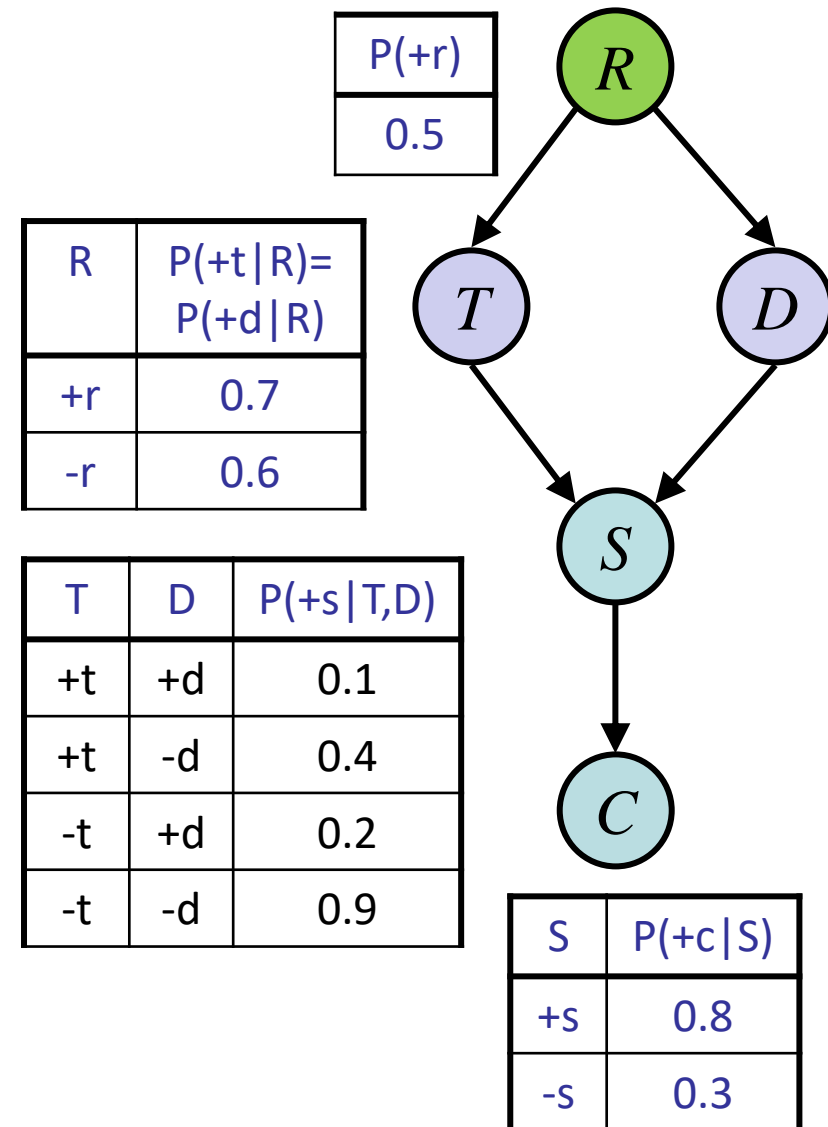 P(+r)
0.5
R
R P(+t|R)=
P(+d|R)
+r 0.7
-r 0.6
T
D
S
T D P(+s|T,D)
+t +d 0.1
+t -d 0.4
-t +d 0.2
-t -d 0.9
C
S P(+c|S)
+s 0.8
-s 0.3